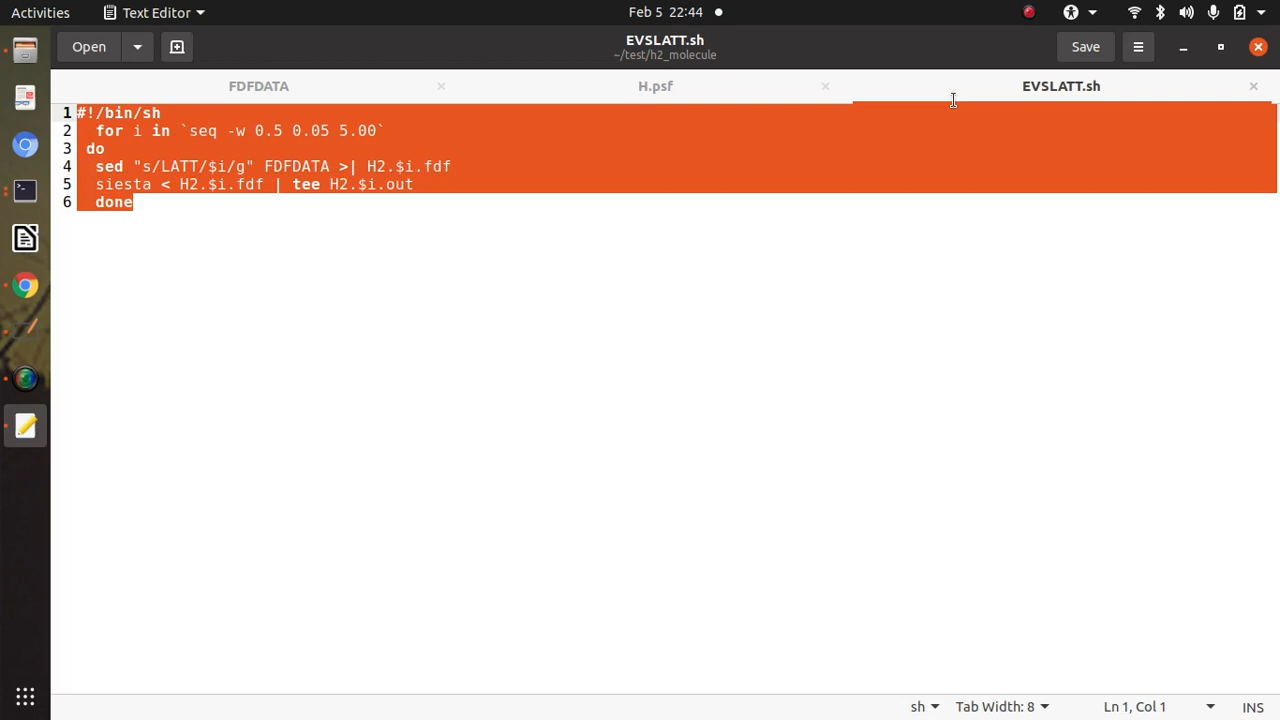 Activities
Text Editor
Feb 5 22:44
Open
EVSLATT.sh
~/test/h2_molecule
Save
FDFDATA
H.psf
EVSLATT.sh
1 #!/bin/sh
2 for i in `seq -w 0.5 0.05 5.00`
3 do
4 sed "s/LATT/$i/g" FDFDATA >| H2.$i.fdf
5 siesta < H2.$i.fdf | tee H2.$i.out
6 done
sh
Tab Width: 8
Ln 1, Col 1
INS